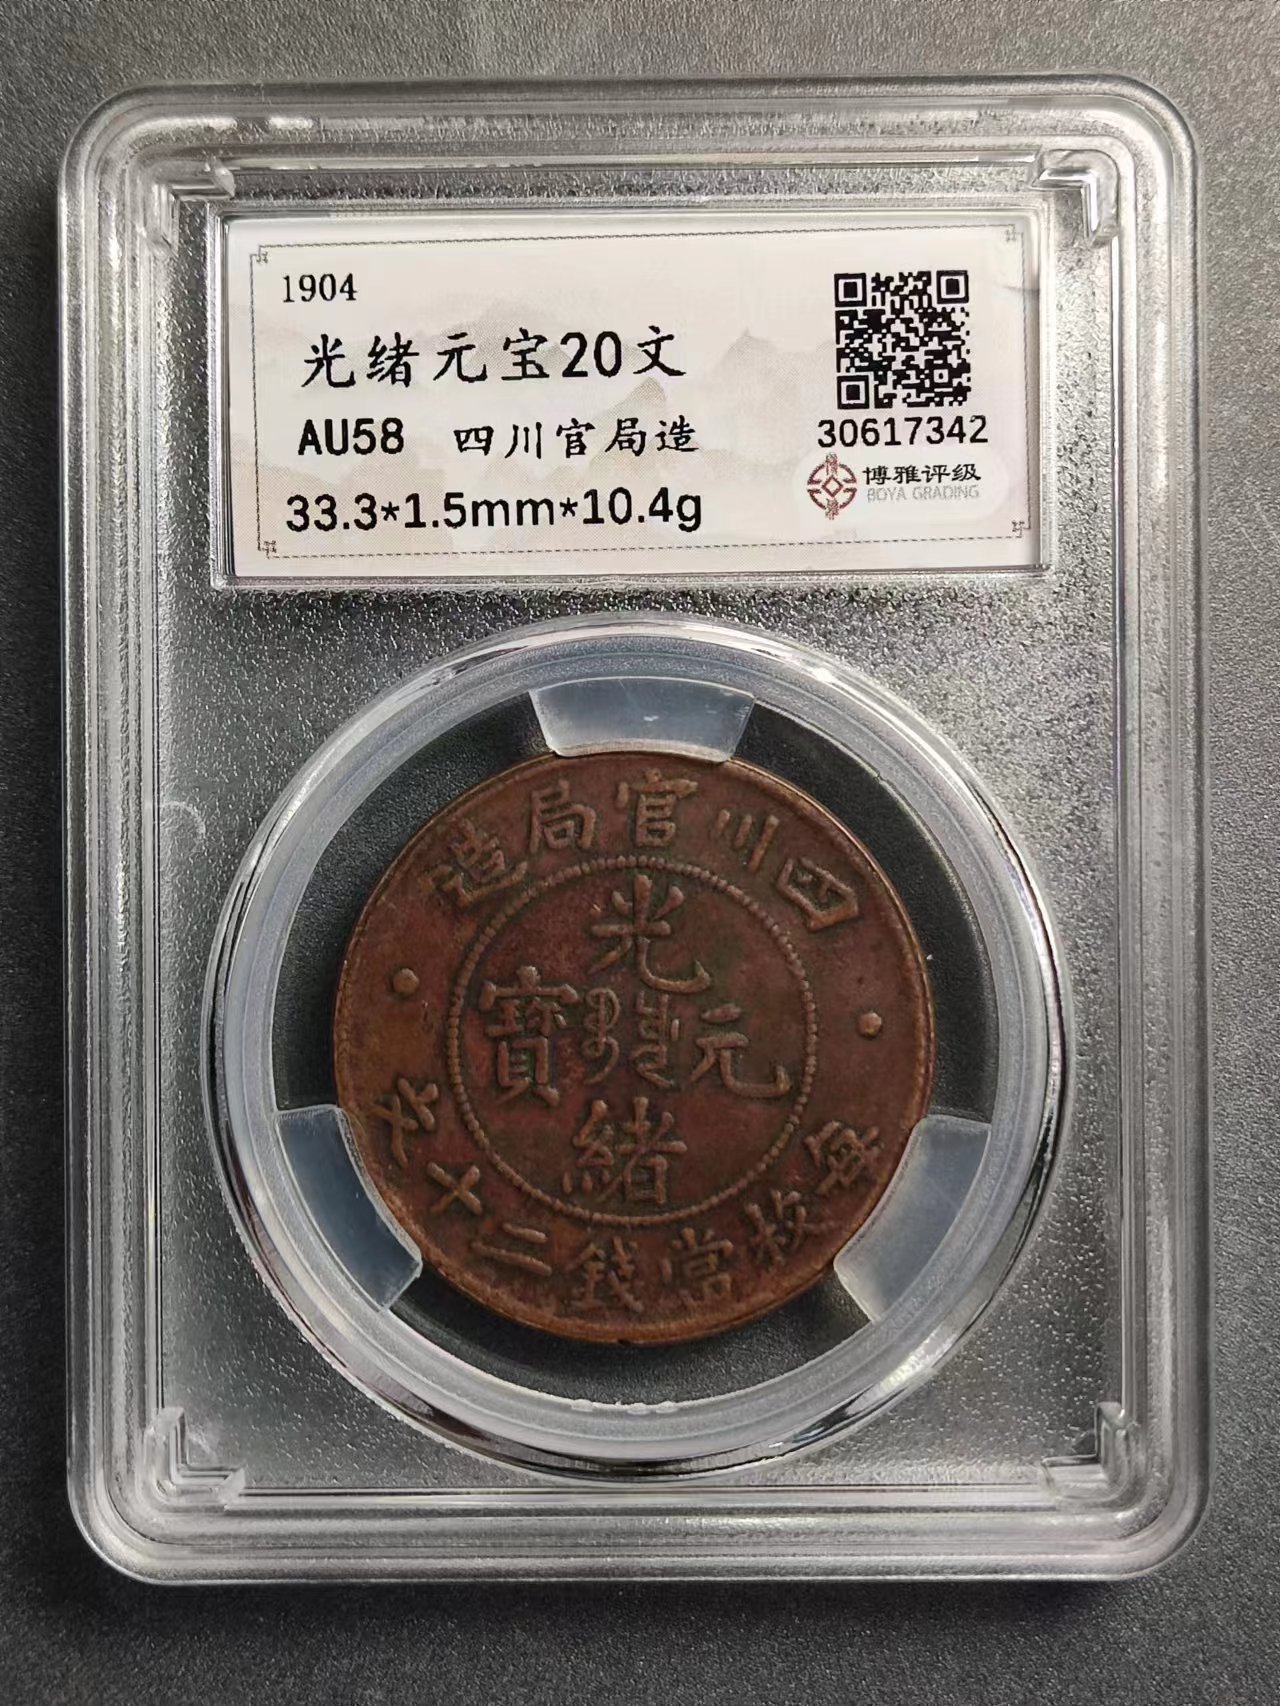 1904
光绪元宝20文
AU58 四川官局造
33.3*1.5mm*10.4g
30617342
博雅评级
BOYA GRADING
四川官局造
光緒元寶
每枚當錢二十文